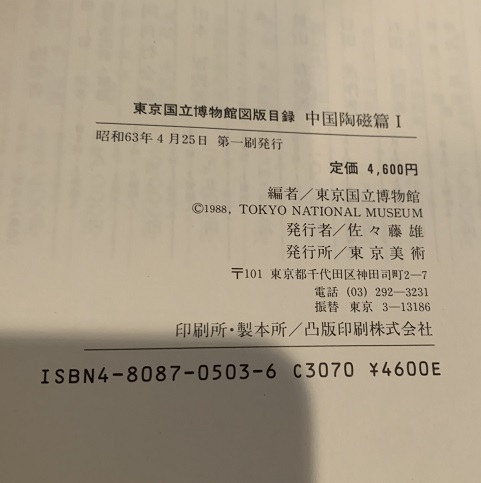 東京国立博物館図版目録 中国陶磁篇 I
昭和63年4月25日 第一刷発行
定価 4,600円
編者／東京国立博物館
©1988, TOKYO NATIONAL MUSEUM
発行者／佐々藤雄
発行所／東京美術
〒101 東京都千代田区神田司町2—7
電話 (03) 292—3231
振替 東京 3—13186
印刷所・製本所／凸版印刷株式会社
ISBN4-8087-0503-6 C3070 ¥4600E